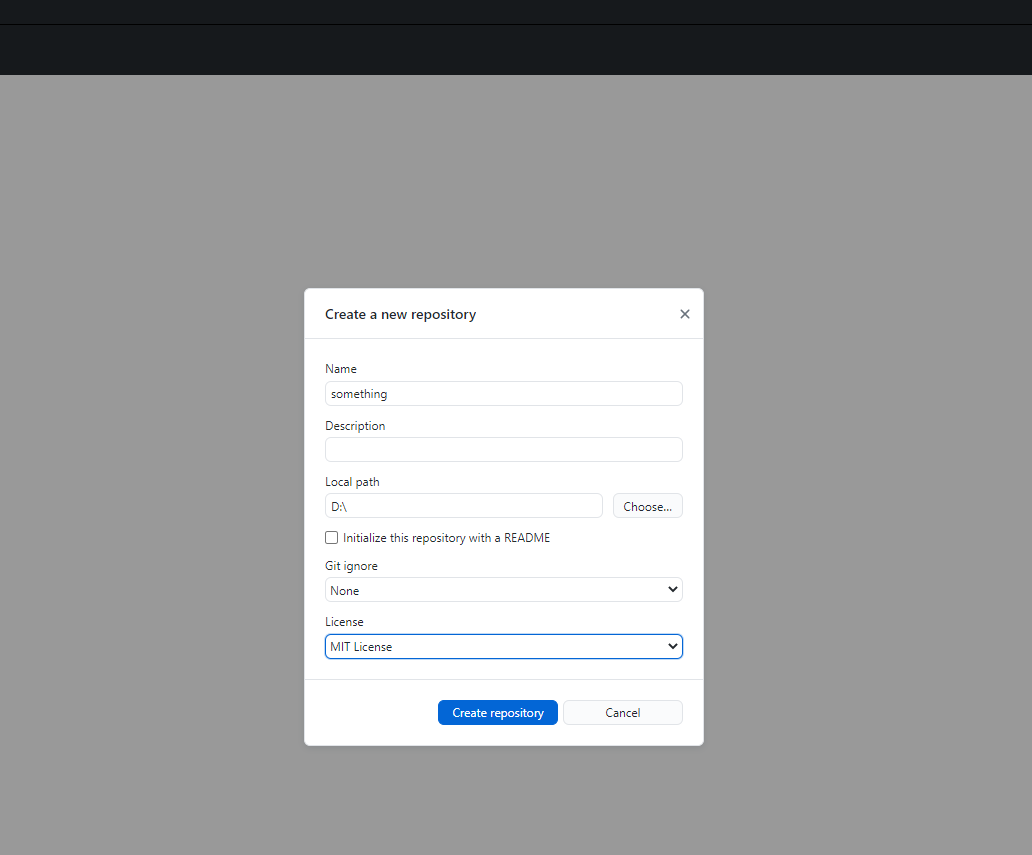 Create a new repository
Name
something
Description
Local path
D:\
Choose...
Initialize this repository with a README
Git ignore
None
License
MIT License
Create repository
Cancel